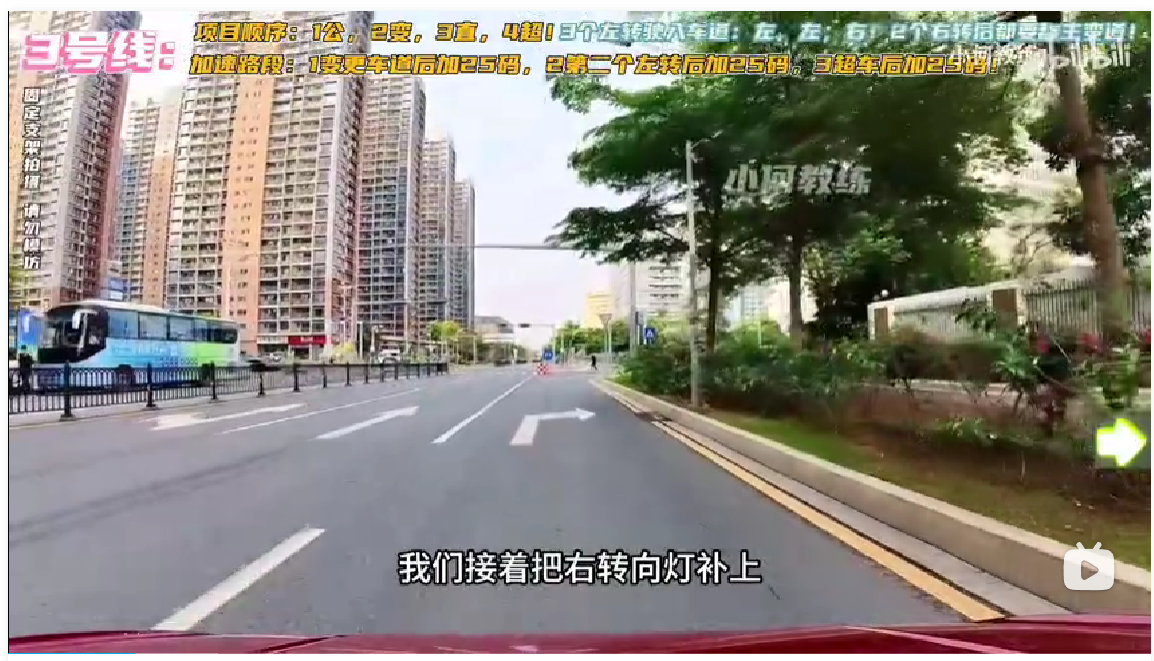 3号线:
项目顺序：1公，2变，3直，4超！3个左转驶入车道：左，左，右！2个右转后都要
变道！
加速路段：1变更车道后加25码，2第二个左转后加25码，3超车后加25码！
bilibili
固定支架拍摄 请勿模仿
小阿教练
我们接着把右转向灯补上